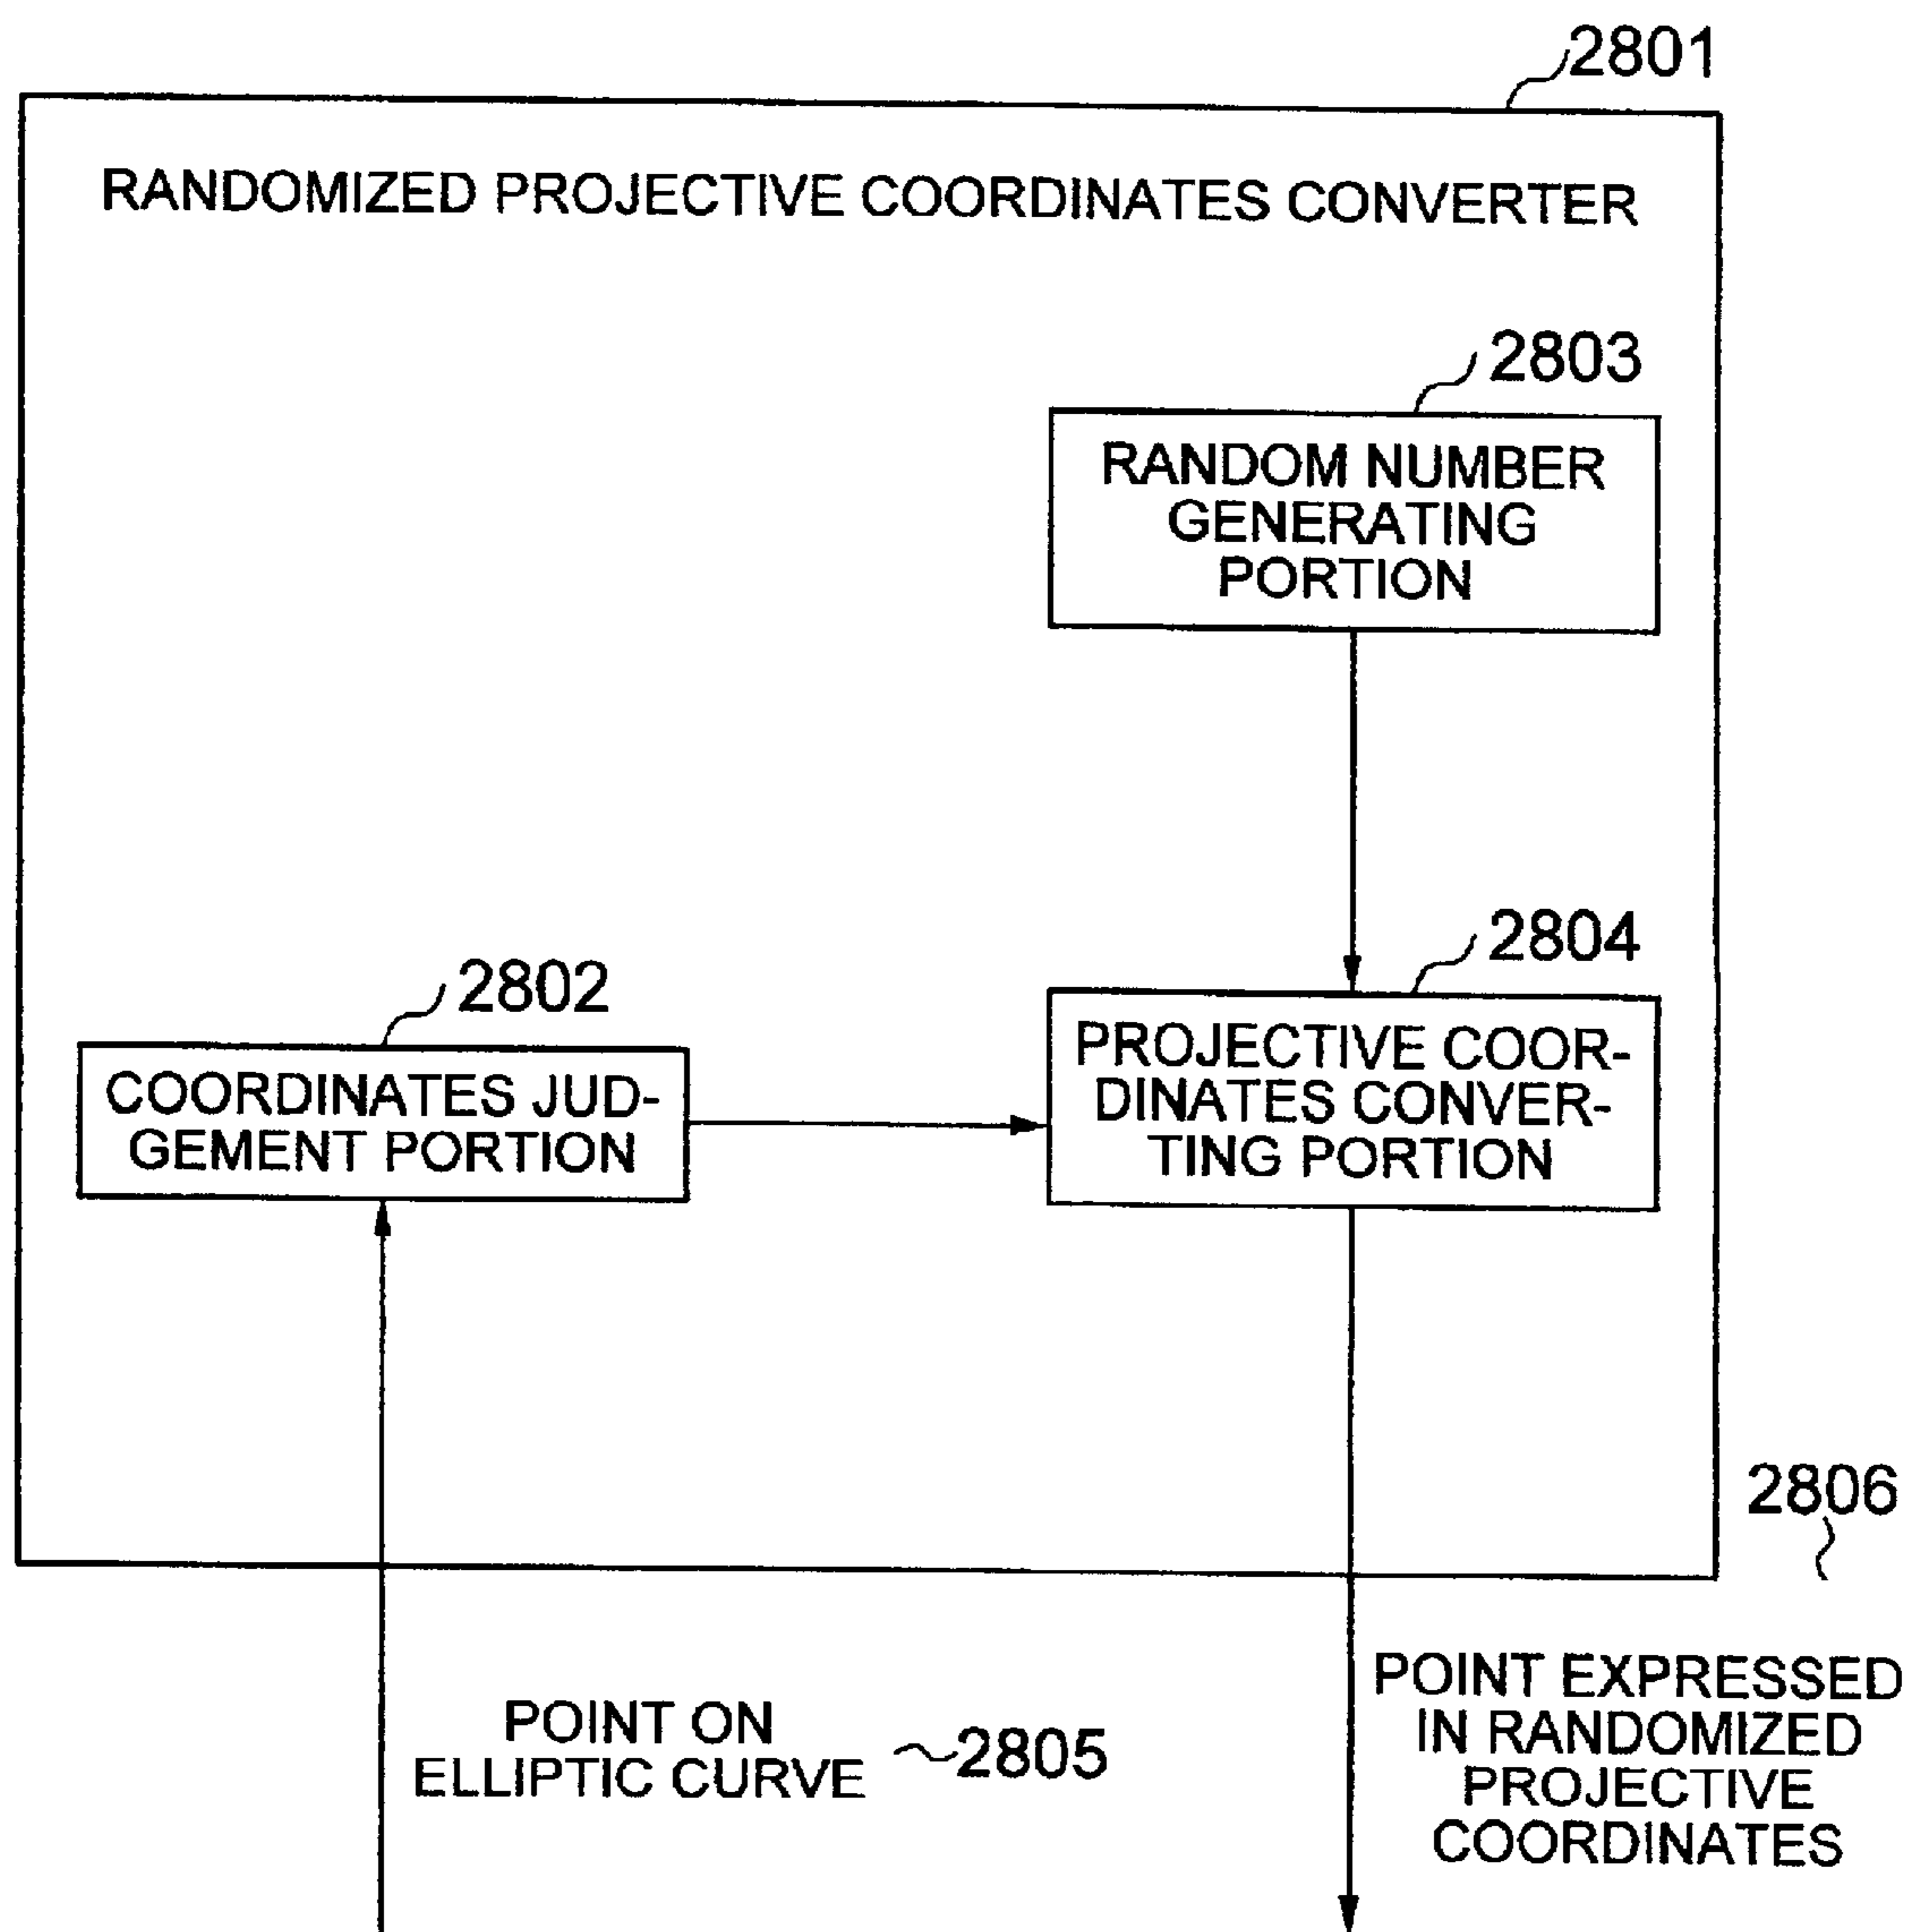 2801
RANDOMIZED PROJECTIVE COORDINATES CONVERTER
2803
RANDOM NUMBER
GENERATING
PORTION
2804
PROJECTIVE COOR-
DINATES CONVER-
TING PORTION
2802
COORDINATES JUD-
GEMENT PORTION
2806
POINT EXPRESSED
IN RANDOMIZED
PROJECTIVE
COORDINATES
POINT ON
ELLIPTIC CURVE
2805